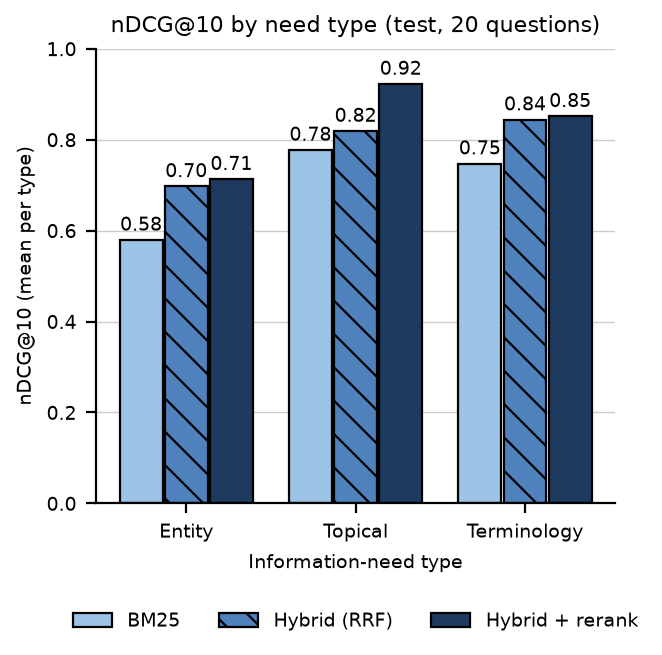 nDCG@10 by need type (test, 20 questions)
nDCG@10 (mean per type)
1.0
0.8
0.6
0.4
0.2
0.0
0.58
0.70
0.71
0.78
0.82
0.92
0.75
0.84
0.85
Entity
Topical
Terminology
Information-need type
BM25
Hybrid (RRF)
Hybrid + rerank